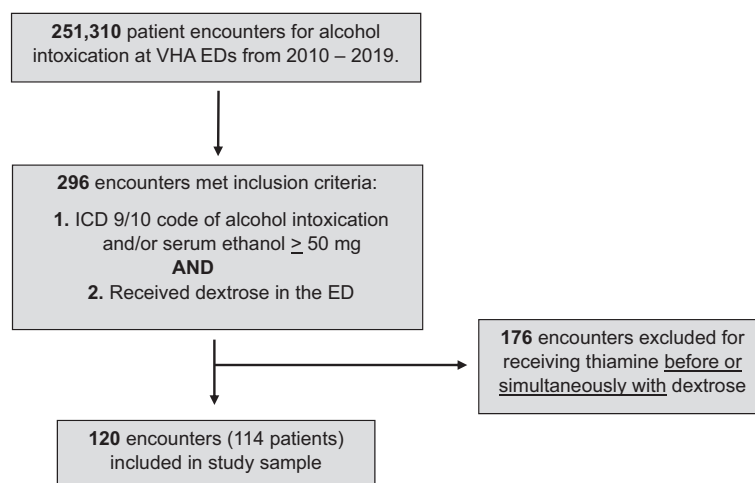 251,310 patient encounters for alcohol
intoxication at VHA EDs from 2010 – 2019.
296 encounters met inclusion criteria:
1. ICD 9/10 code of alcohol intoxication
and/or serum ethanol ≥ 50 mg
AND
2. Received dextrose in the ED
176 encounters excluded for
receiving thiamine before or
simultaneously with dextrose
120 encounters (114 patients)
included in study sample